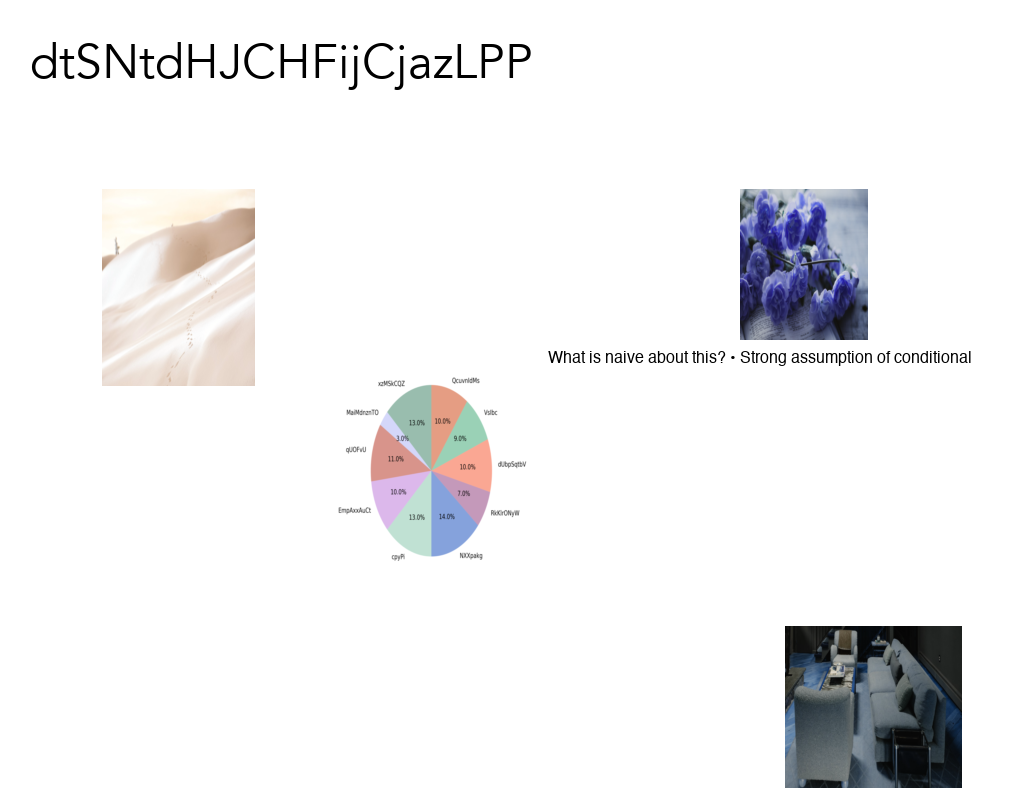 dtSNtdHJCHFijCjazLPP
What is naive about this? • Strong assumption of conditional
xzMSkCQZ
QcuvnIdMs
MaiMdnznTO
Vslbc
13.0%
10.0%
3.0%
9.0%
qUOFvU
11.0%
10.0%
dUbpSqtbV
10.0%
7.0%
EmpAxxAuCt
RkKirONyW
13.0%
14.0%
cpyPi
NXXpakg